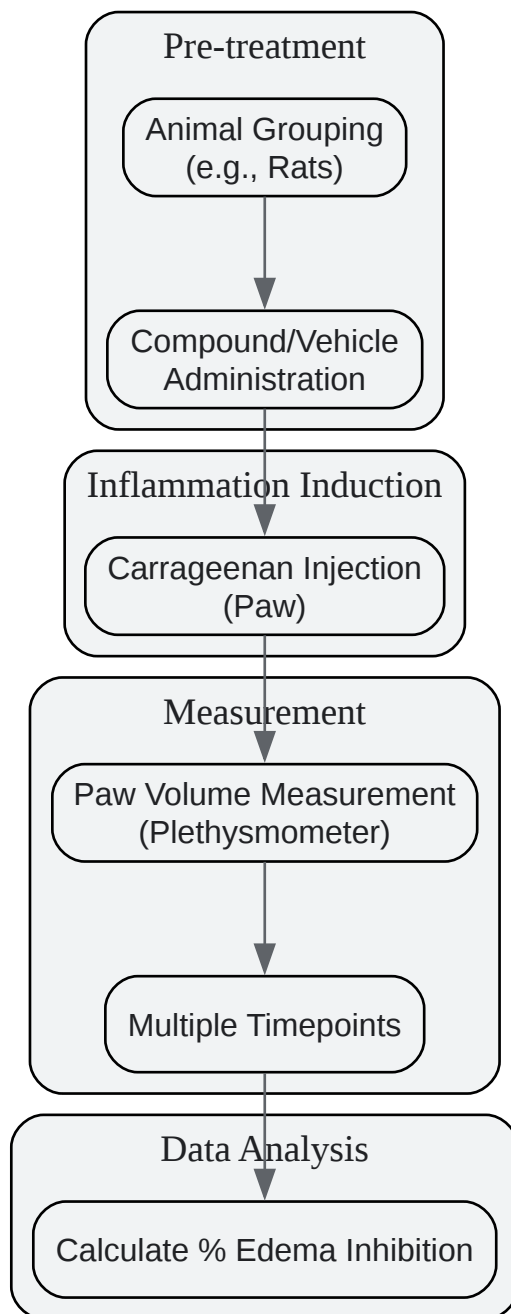 Pre-treatment
Animal Grouping
(e.g., Rats)
Compound/Vehicle
Administration
Inflammation Induction
Carrageenan Injection
(Paw)
Measurement
Paw Volume Measurement
(Plethysmometer)
Multiple Timepoints
Data Analysis
Calculate % Edema Inhibition